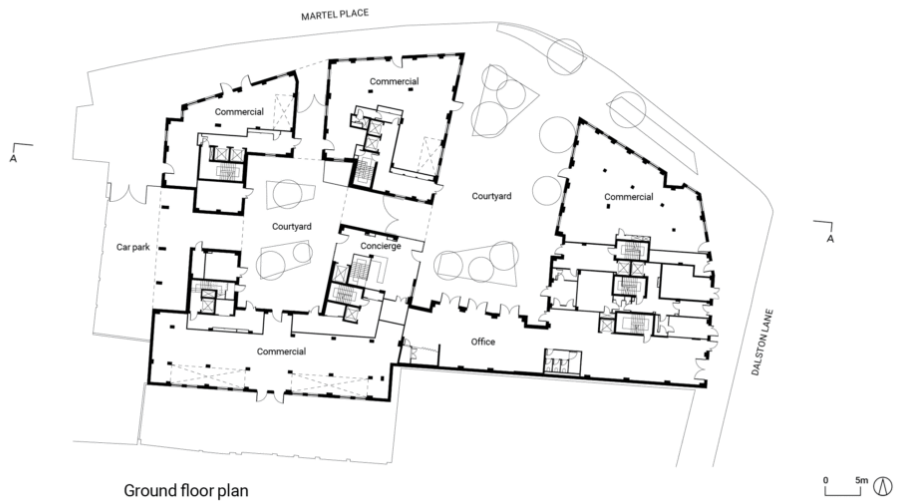 MARTEL PLACE
Commercial
Commercial
A
Courtyard
Commercial
Courtyard
A
Car park
Concierge
DALSTON LANE
Office
Commercial
Ground floor plan
0 5m